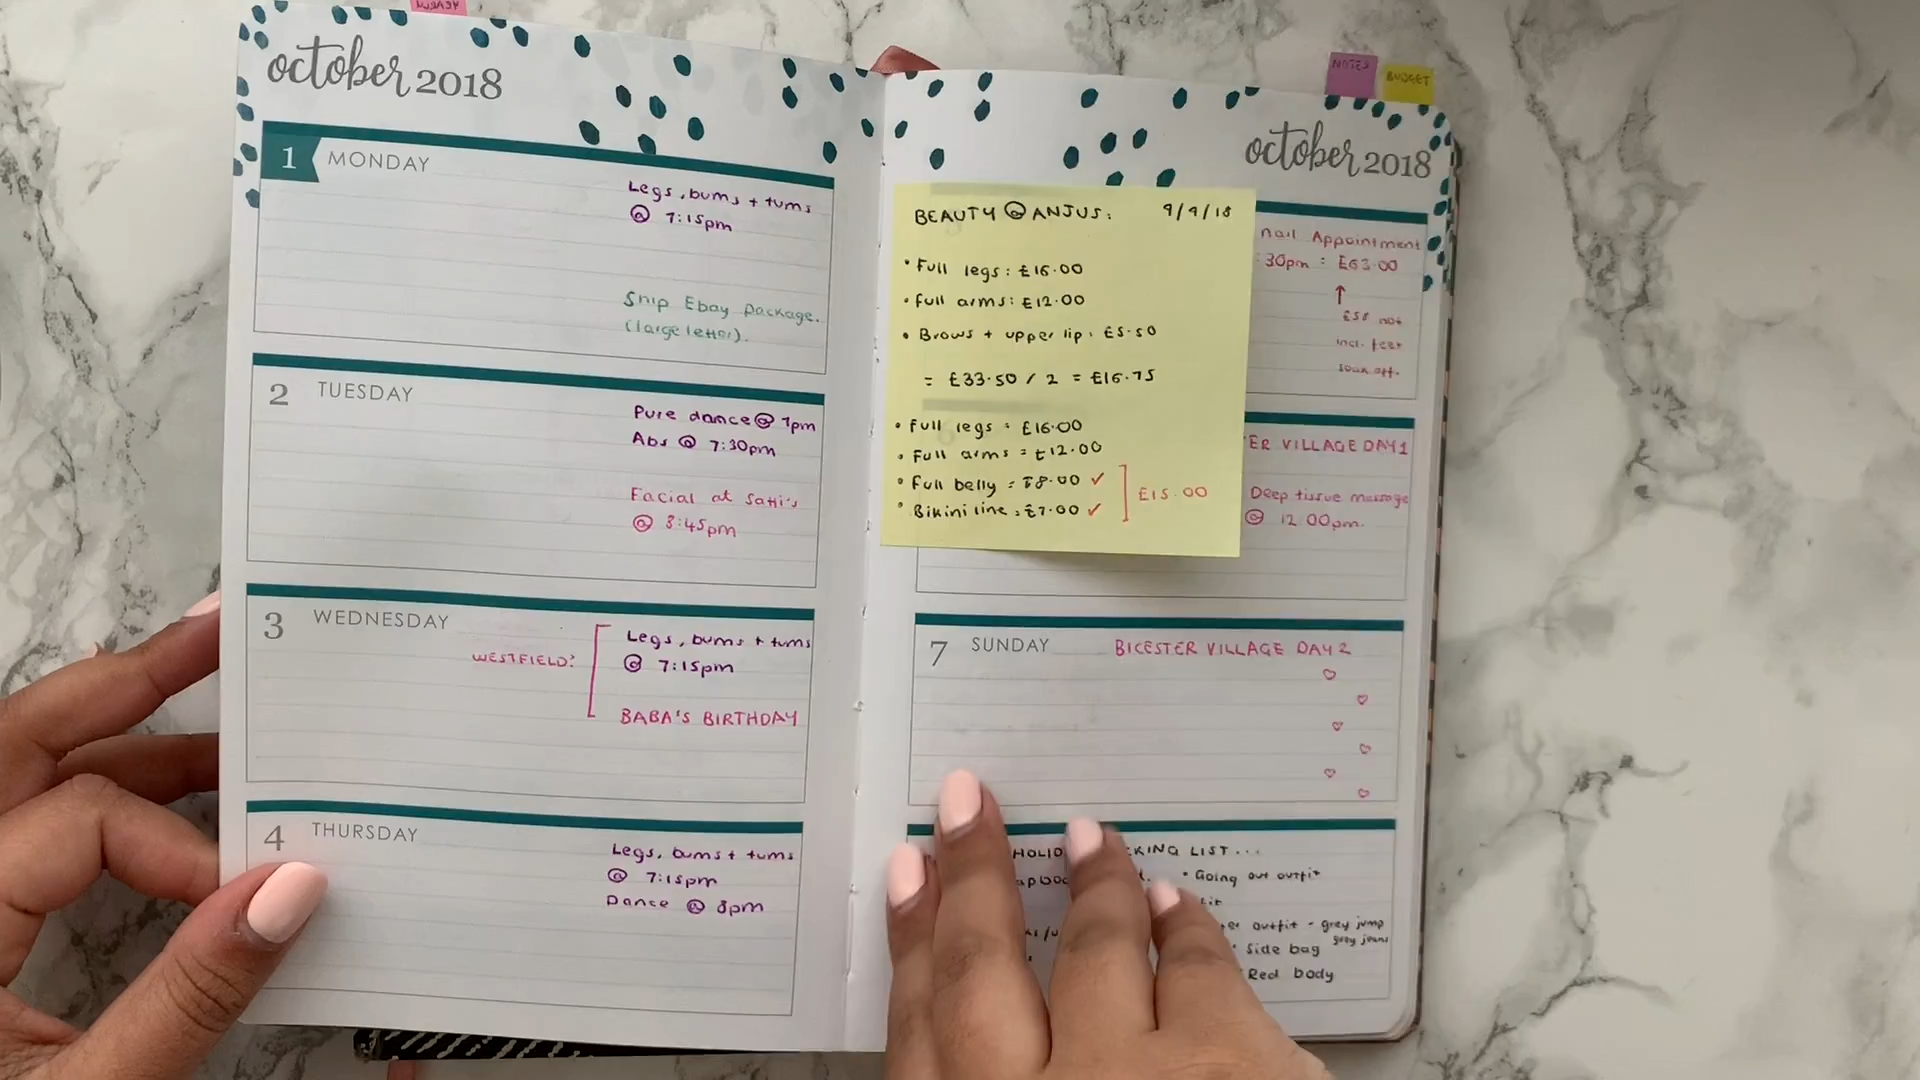 october 2018
1 MONDAY
Legs, bums + tums
@ 7:15pm
Ship Ebay package.
(large letter).
2 TUESDAY
Pure dance @ 7pm
Abs @ 7:30pm
Facial at
@ 8:45pm
3 WEDNESDAY
WESTFIELD?
Legs, bums + tums
@ 7:15pm
BABA'S BIRTHDAY
4 THURSDAY
Legs, bums + tums
@ 7:15pm
Dance @ 8pm
NOTES
BUDGET
october 2018
BEAUTY @ ANJUS: 9/9/18
• Full legs: £16.00
• Full arms: £12.00
• Brows + upper lip: £5.50
= £33.50 / 2 = £16.75
• Full legs = £16.00
• Full arms = £12.00
• Full belly = £8.00 ✓
• Bikini line = £7.00 ✓
£15.00
nail Appointment
:30pm = £63.00
↑
not
incl. feet
soak off.
ER VILLAGE DAY 1
Deep tissue massage
@ 12.00pm.
7 SUNDAY
BICESTER VILLAGE DAY 2
KING LIST...
• Going out outfit
outfit - grey jump
grey jeans
• Side bag
• Red body